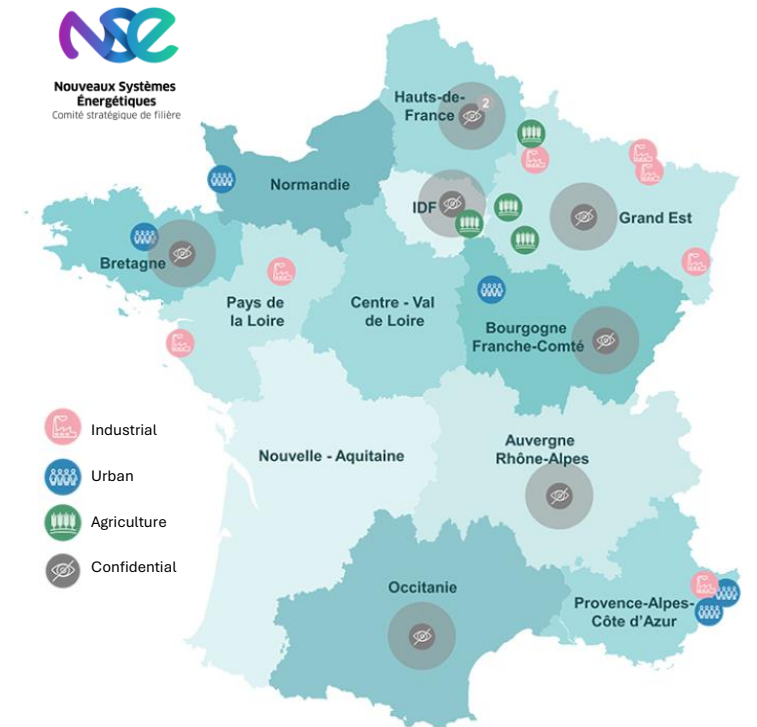 nse
Nouveaux Systèmes
Énergétiques
Comité stratégique de filière
Hauts-de-
France
2
Normandie
IDF
Grand Est
Bretagne
Pays de
la Loire
Centre - Val
de Loire
Bourgogne
Franche-Comté
Industrial
Urban
Agriculture
Confidential
Nouvelle - Aquitaine
Auvergne
Rhône-Alpes
Occitanie
Provence-Alpes-
Côte d'Azur